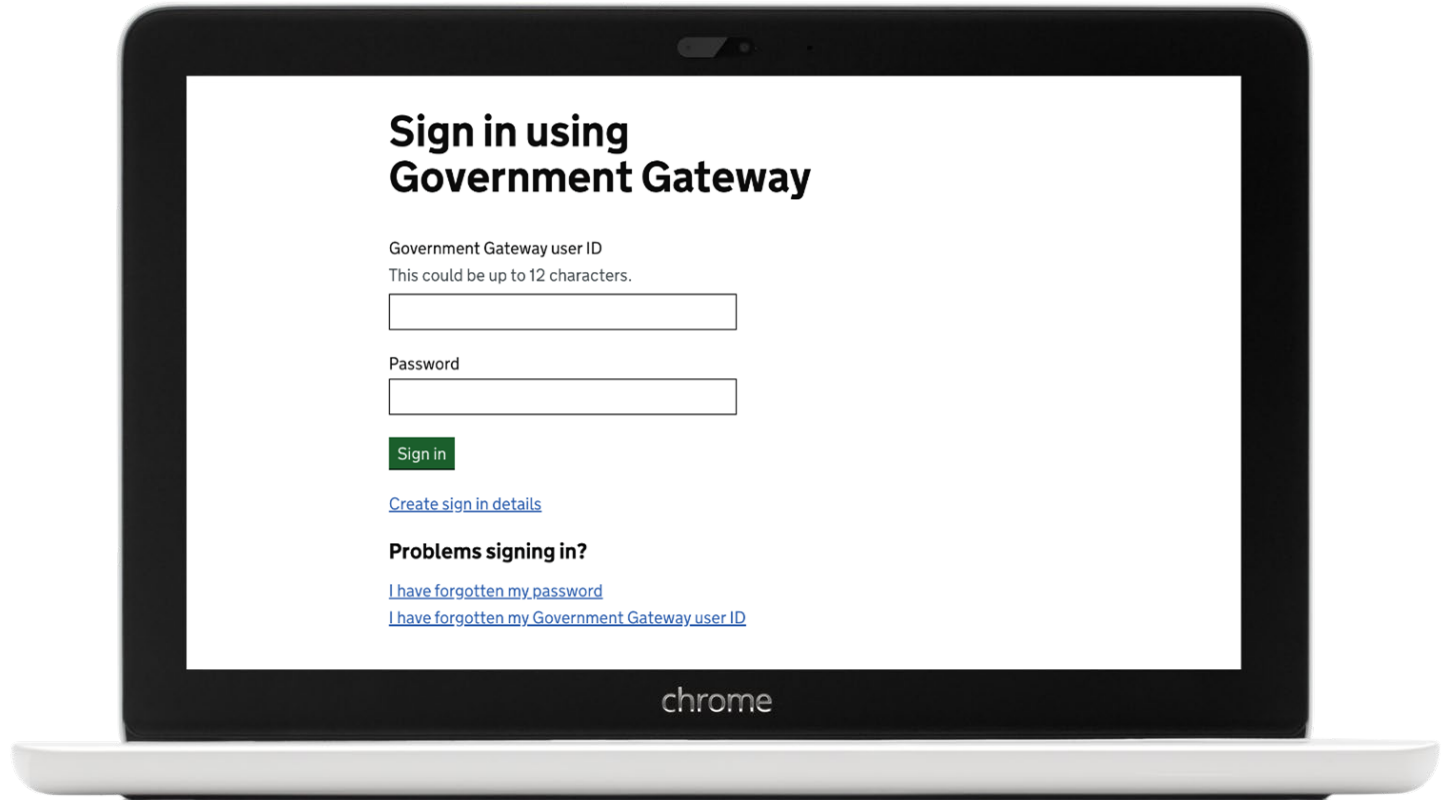 Sign in using
Government Gateway
Government Gateway user ID
This could be up to 12 characters.
Password
Sign in
Create sign in details
Problems signing in?
I have forgotten my password
I have forgotten my Government Gateway user ID
chrome